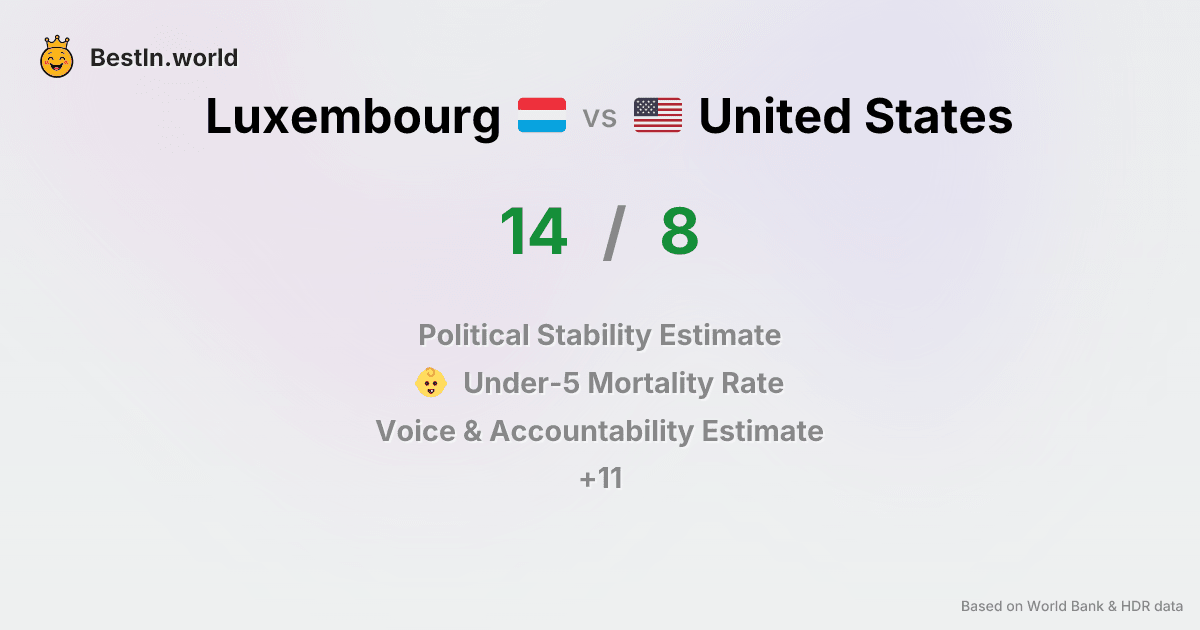 BestIn.world
Luxembourg vs United States
14 / 8
Political Stability Estimate
Under-5 Mortality Rate
Voice & Accountability Estimate
+11
Based on World Bank & HDR data